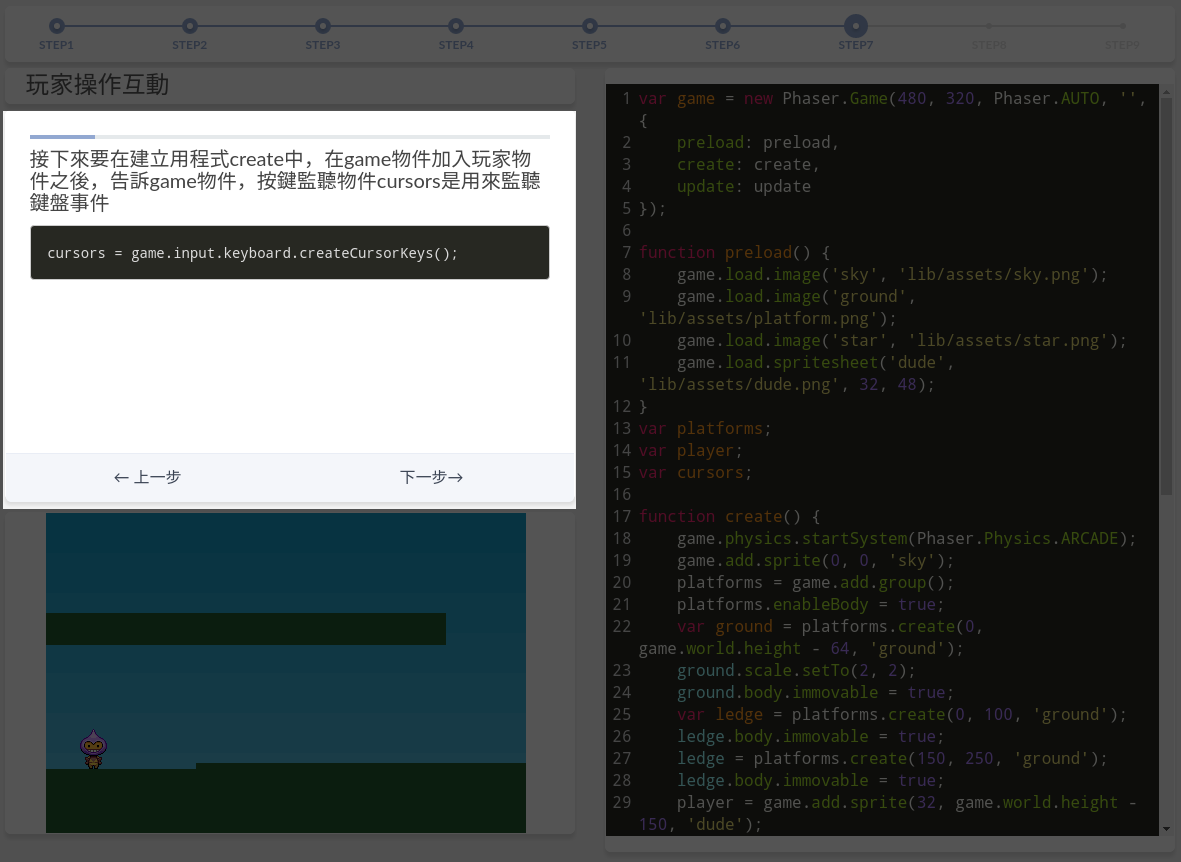 STEP1 STEP2 STEP3 STEP4 STEP5 STEP6 STEP7 STEP8 STEP9
玩家操作互動
接下來要在建立用程式create中，在game物件加入玩家物
件之後，告訴game物件，按鍵監聽物件cursors是用來監聽
鍵盤事件
cursors = game.input.keyboard.createCursorKeys();
← 上一步
下一步→
1 var game = new Phaser.Game(480, 320, Phaser.AUTO, '',
{
2     preload: preload,
3     create: create,
4     update: update
5 });
6
7 function preload() {
8     game.load.image('sky', 'lib/assets/sky.png');
9     game.load.image('ground',
'lib/assets/platform.png');
10     game.load.image('star', 'lib/assets/star.png');
11     game.load.spritesheet('dude',
'lib/assets/dude.png', 32, 48);
12 }
13 var platforms;
14 var player;
15 var cursors;
16
17 function create() {
18     game.physics.startSystem(Phaser.Physics.ARCADE);
19     game.add.sprite(0, 0, 'sky');
20     platforms = game.add.group();
21     platforms.enableBody = true;
22     var ground = platforms.create(0,
game.world.height - 64, 'ground');
23     ground.scale.setTo(2, 2);
24     ground.body.immovable = true;
25     var ledge = platforms.create(0, 100, 'ground');
26     ledge.body.immovable = true;
27     ledge = platforms.create(150, 250, 'ground');
28     ledge.body.immovable = true;
29     player = game.add.sprite(32, game.world.height -
150, 'dude');